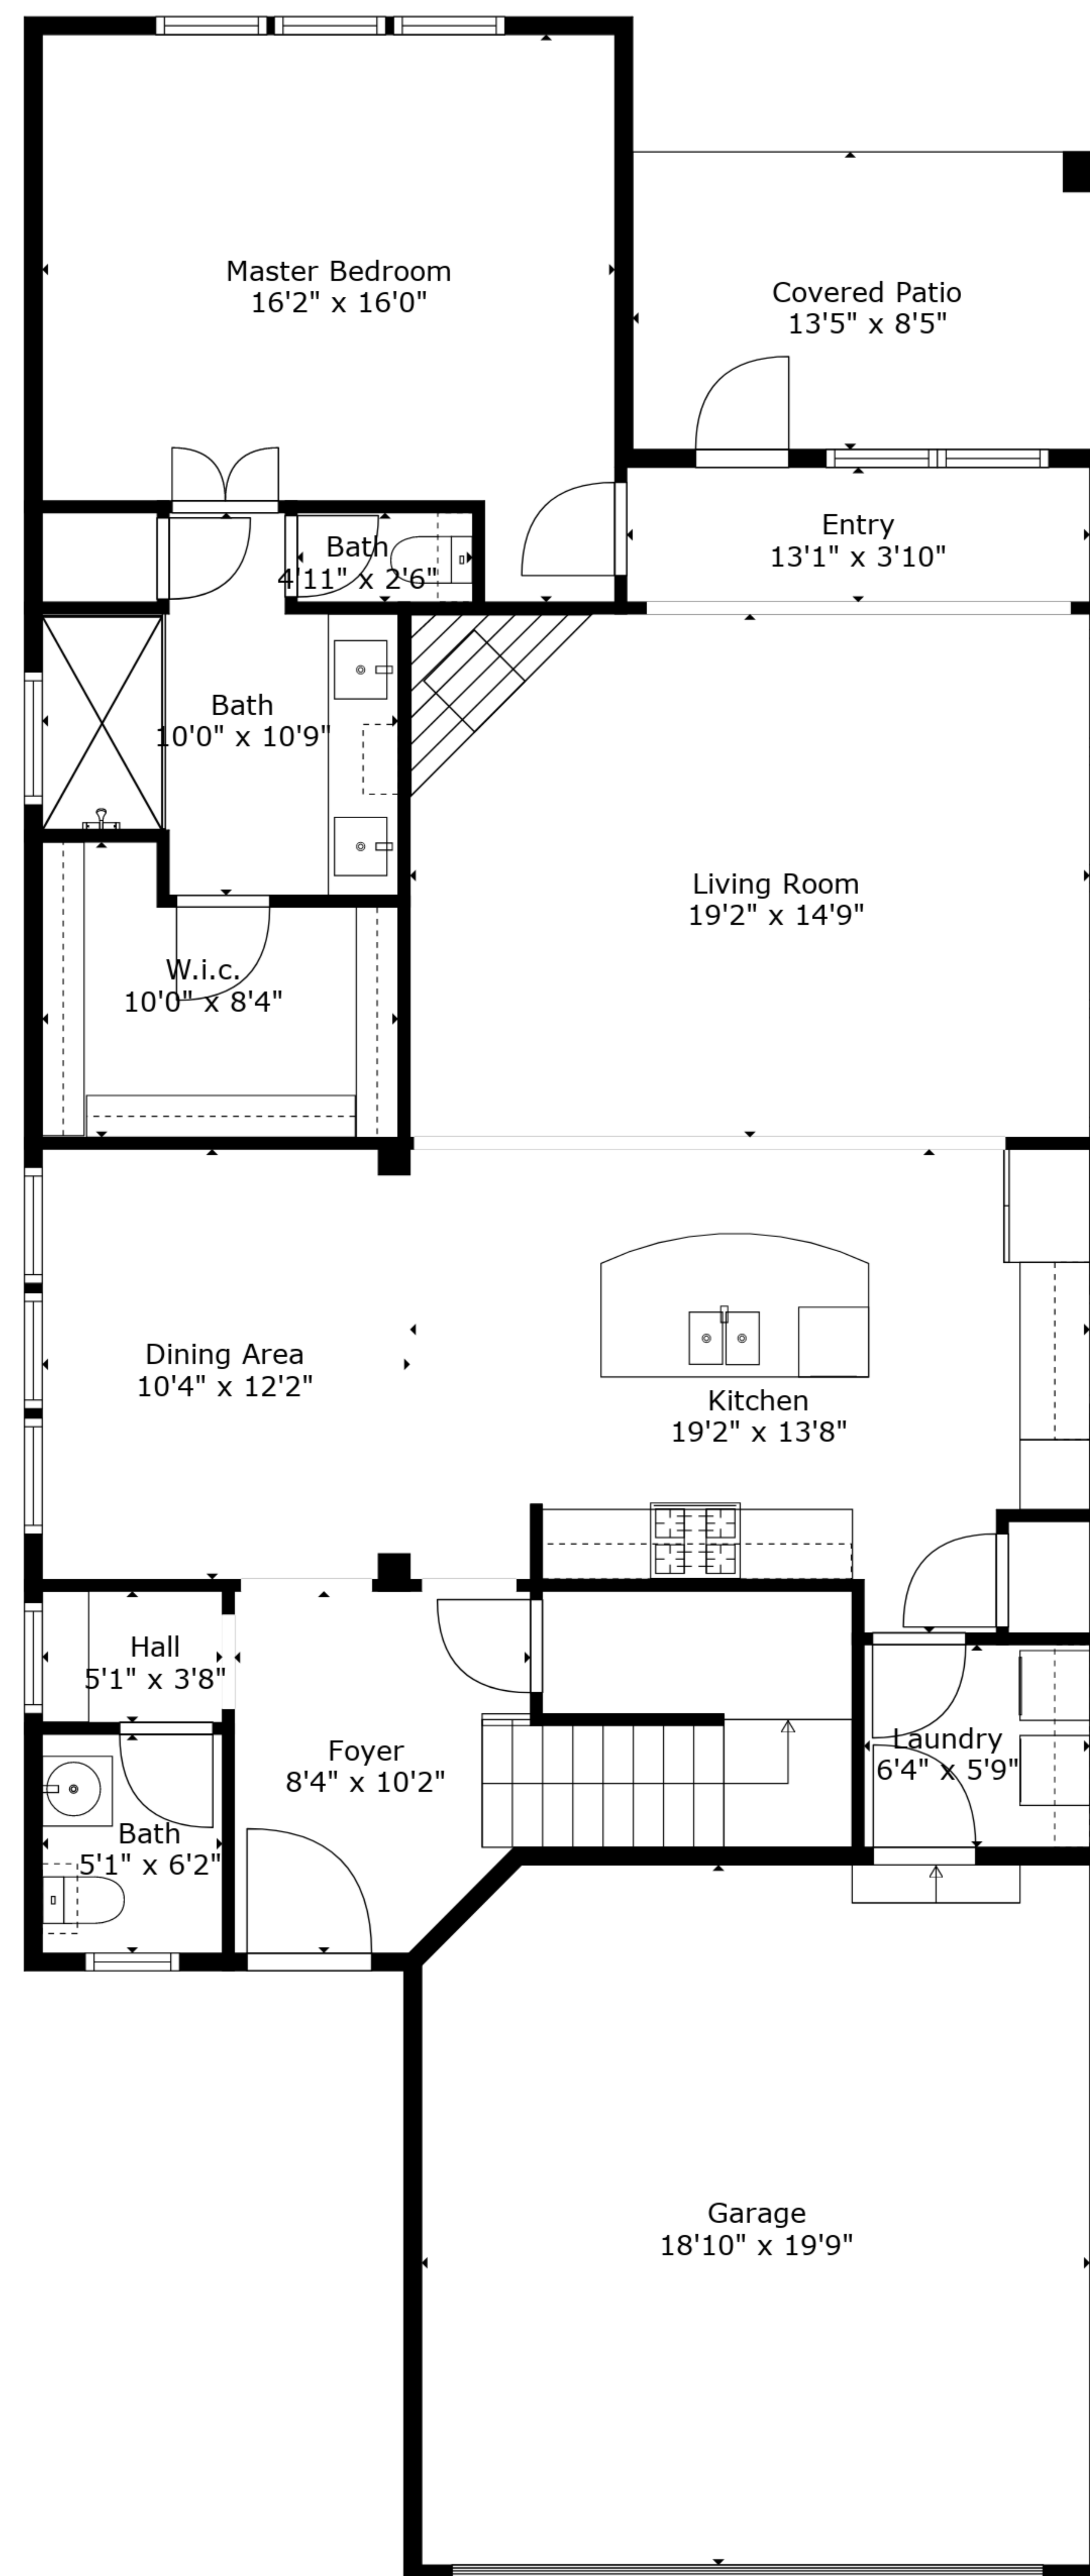 Master Bedroom
16'2" x 16'0"
Covered Patio
13'5" x 8'5"
Entry
13'1" x 3'10"
Bath
4'11" x 2'6"
Bath
10'0" x 10'9"
Living Room
19'2" x 14'9"
W.i.c.
10'0" x 8'4"
Dining Area
10'4" x 12'2"
Kitchen
19'2" x 13'8"
Hall
5'1" x 3'8"
Foyer
8'4" x 10'2"
Laundry
6'4" x 5'9"
Bath
5'1" x 6'2"
Garage
18'10" x 19'9"